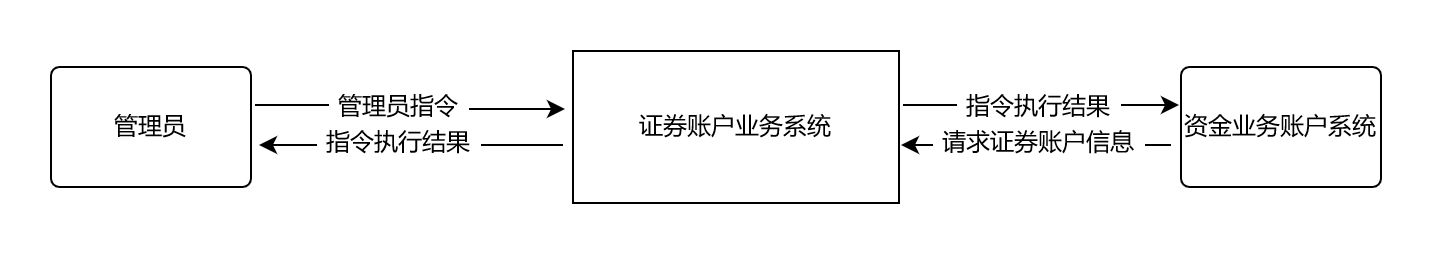 管理员
管理员指令
指令执行结果
证券账户业务系统
指令执行结果
请求证券账户信息
资金业务账户系统